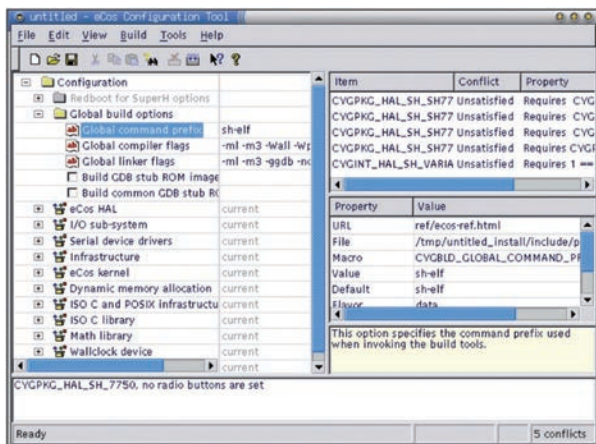 untitled - eCos Configuration Tool
File Edit View Build Tools Help
Configuration
Redboot for SuperH options
Global build options
Global command prefix sh-elf
Global compiler flags -ml -m3 -Wall -Wp
Global linker flags -ml -m3 -ggdb -no
Build GDB stub ROM image
Build common GDB stub RO
eCos HAL current
I/O sub-system current
Serial device drivers current
Infrastructure current
eCos kernel current
Dynamic memory allocation current
ISO C and POSIX infrastructu current
ISO C library current
Math library current
Wallclock device current
current
Item Conflict Property
CYGPKG_HAL_SH_SH77 Unsatisfied Requires CYG
CYGPKG_HAL_SH_SH77 Unsatisfied Requires CYG
CYGPKG_HAL_SH_SH77 Unsatisfied Requires CYG
CYGPKG_HAL_SH_SH77 Unsatisfied Requires CYGF
CYGINT_HAL_SH_VARIA Unsatisfied Requires 1 ==
Property Value
URL ref/ecos-ref.html
File /tmp/untitled_install/include/p
Macro CYGBLD_GLOBAL_COMMAND_PF
Value sh-elf
Default sh-elf
Flavor data
This option specifies the command prefix used
when invoking the build tools.
CYGPKG_HAL_SH_7750, no radio buttons are set
Ready 5 conflicts